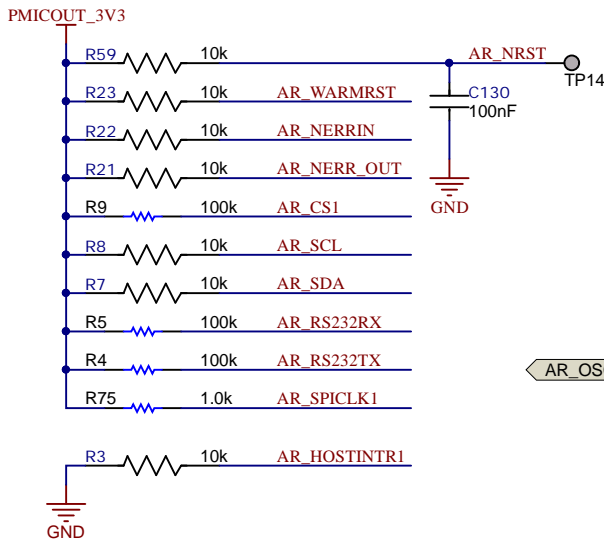 PMICOUT_3V3
R59 10k AR_NRST
TP14
R23 10k AR_WARMRST C130
100nF
R22 10k AR_NERRIN
R21 10k AR_NERR_OUT
R9 100k AR_CS1 GND
R8 10k AR_SCL
R7 10k AR_SDA
R5 100k AR_RS232RX
R4 100k AR_RS232TX AR_OS
R75 1.0k AR_SPICLK1
R3 10k AR_HOSTINTR1
GND